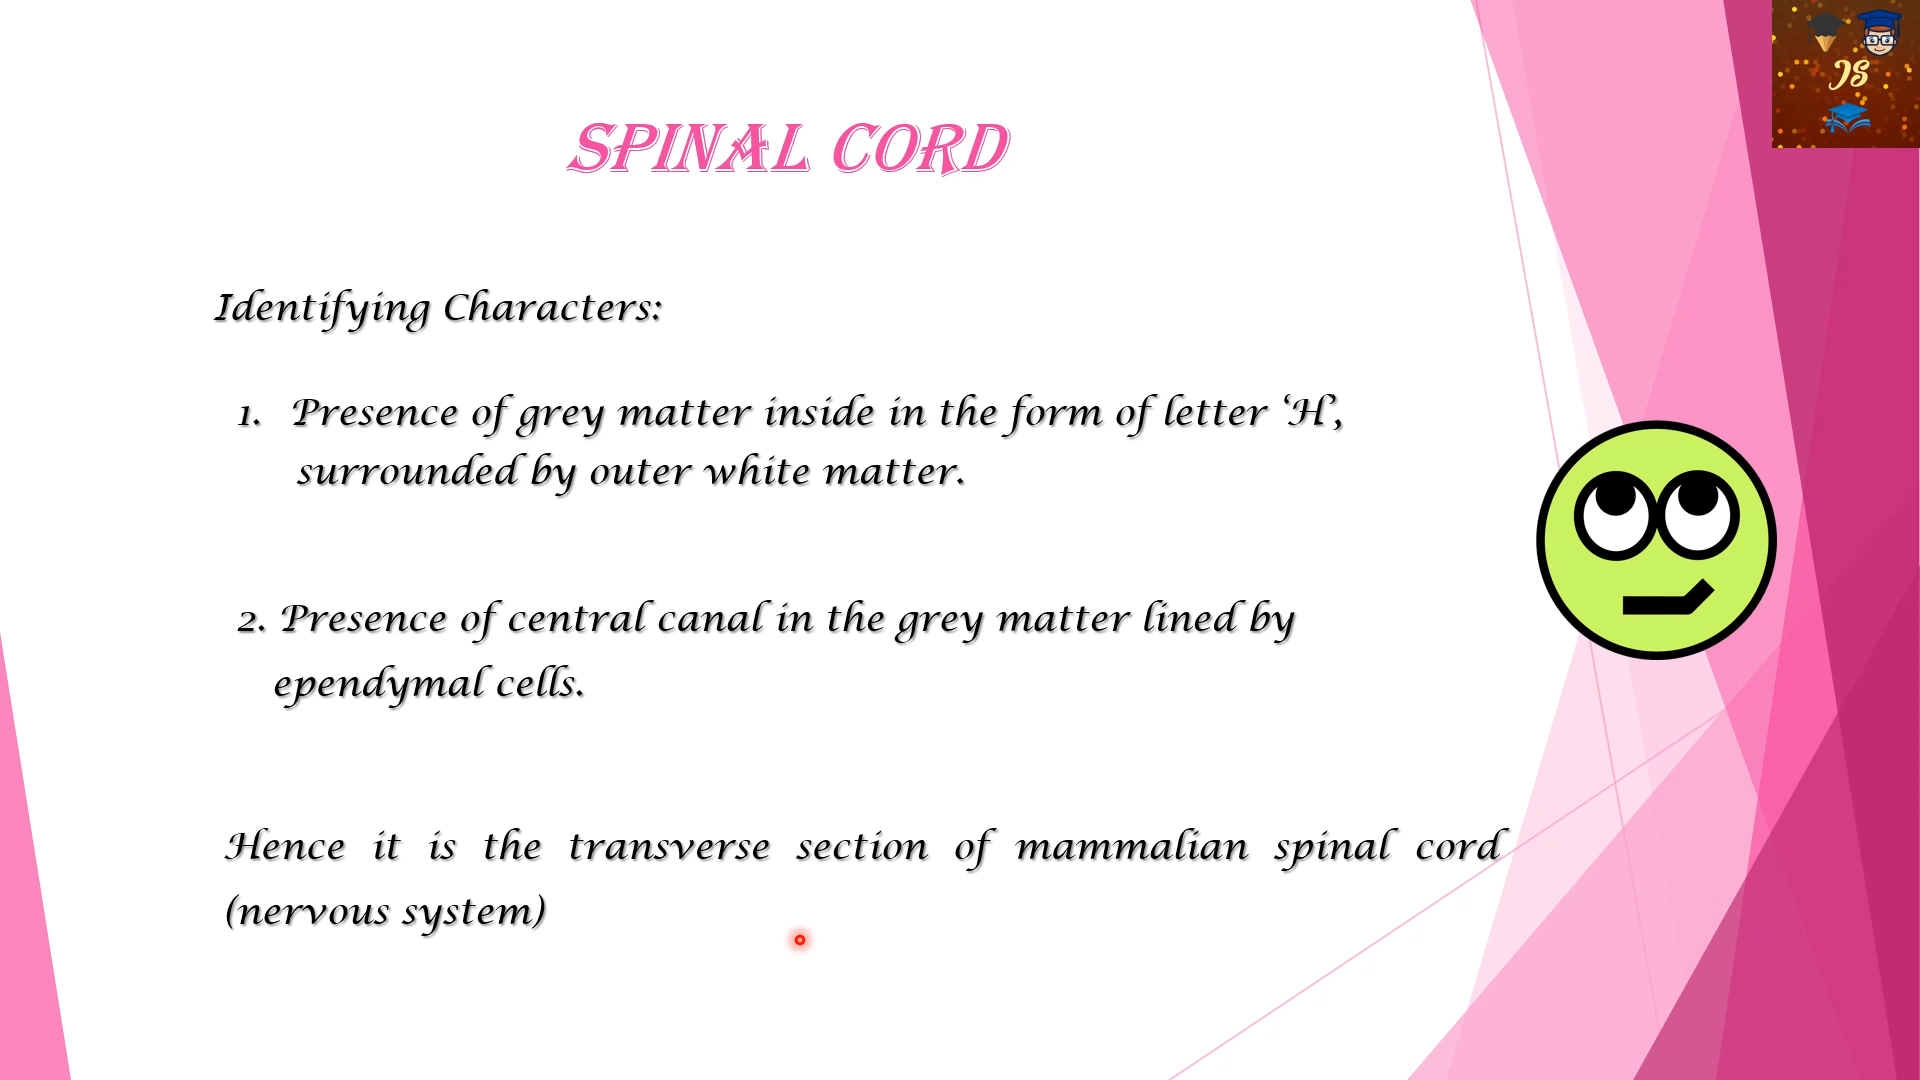 SPINAL CORD
JS
Identifying Characters:
1. Presence of grey matter inside in the form of letter ‘H’,
surrounded by outer white matter.
2. Presence of central canal in the grey matter lined by
ependymal cells.
Hence it is the transverse section of mammalian spinal cord
(nervous system)